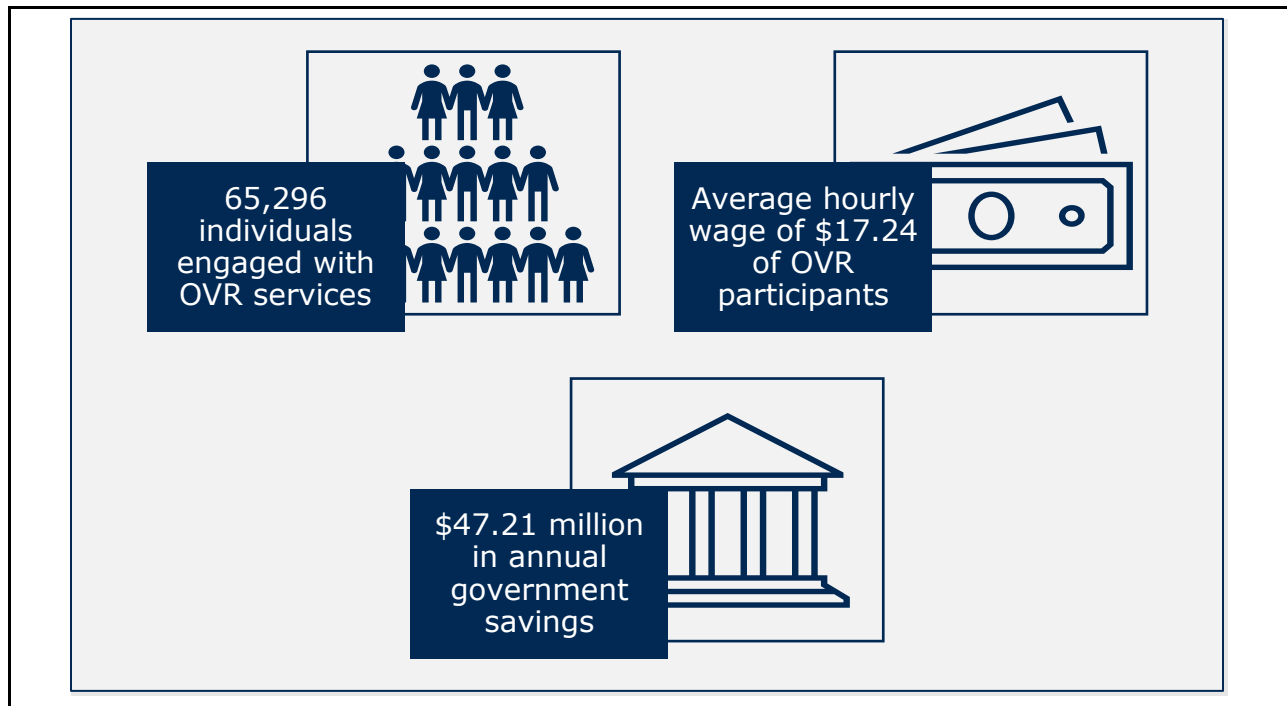 65,296
individuals
engaged with
OVR services
Average hourly
wage of $17.24
of OVR
participants
$47.21 million
in annual
government
savings